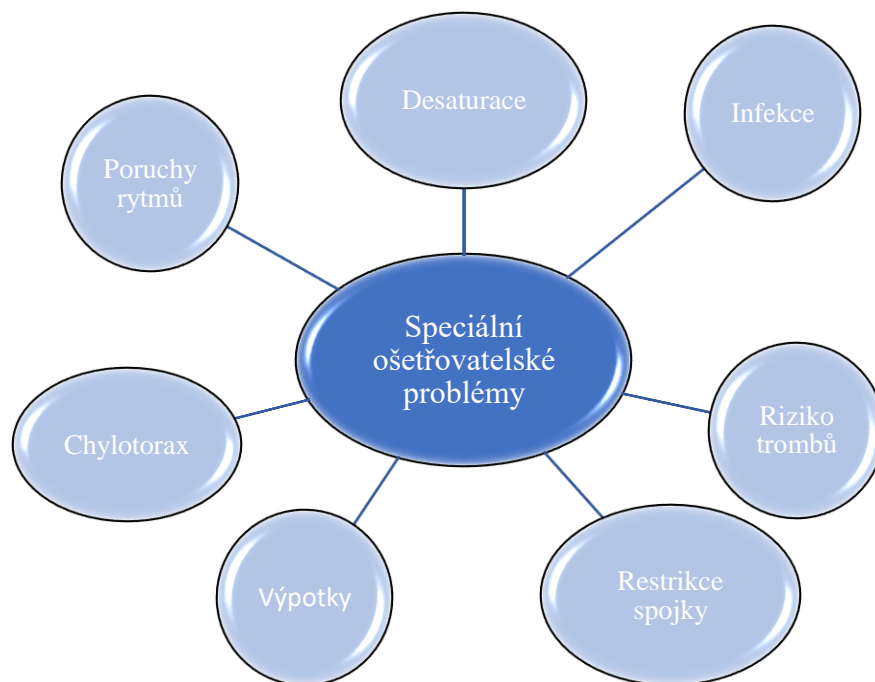 Desaturace
Infekce
Poruchy
rytmů
Speciální
ošetřovatelské
problémy
Riziko
trombů
Chylotorax
Restrikce
spojky
Výpotky